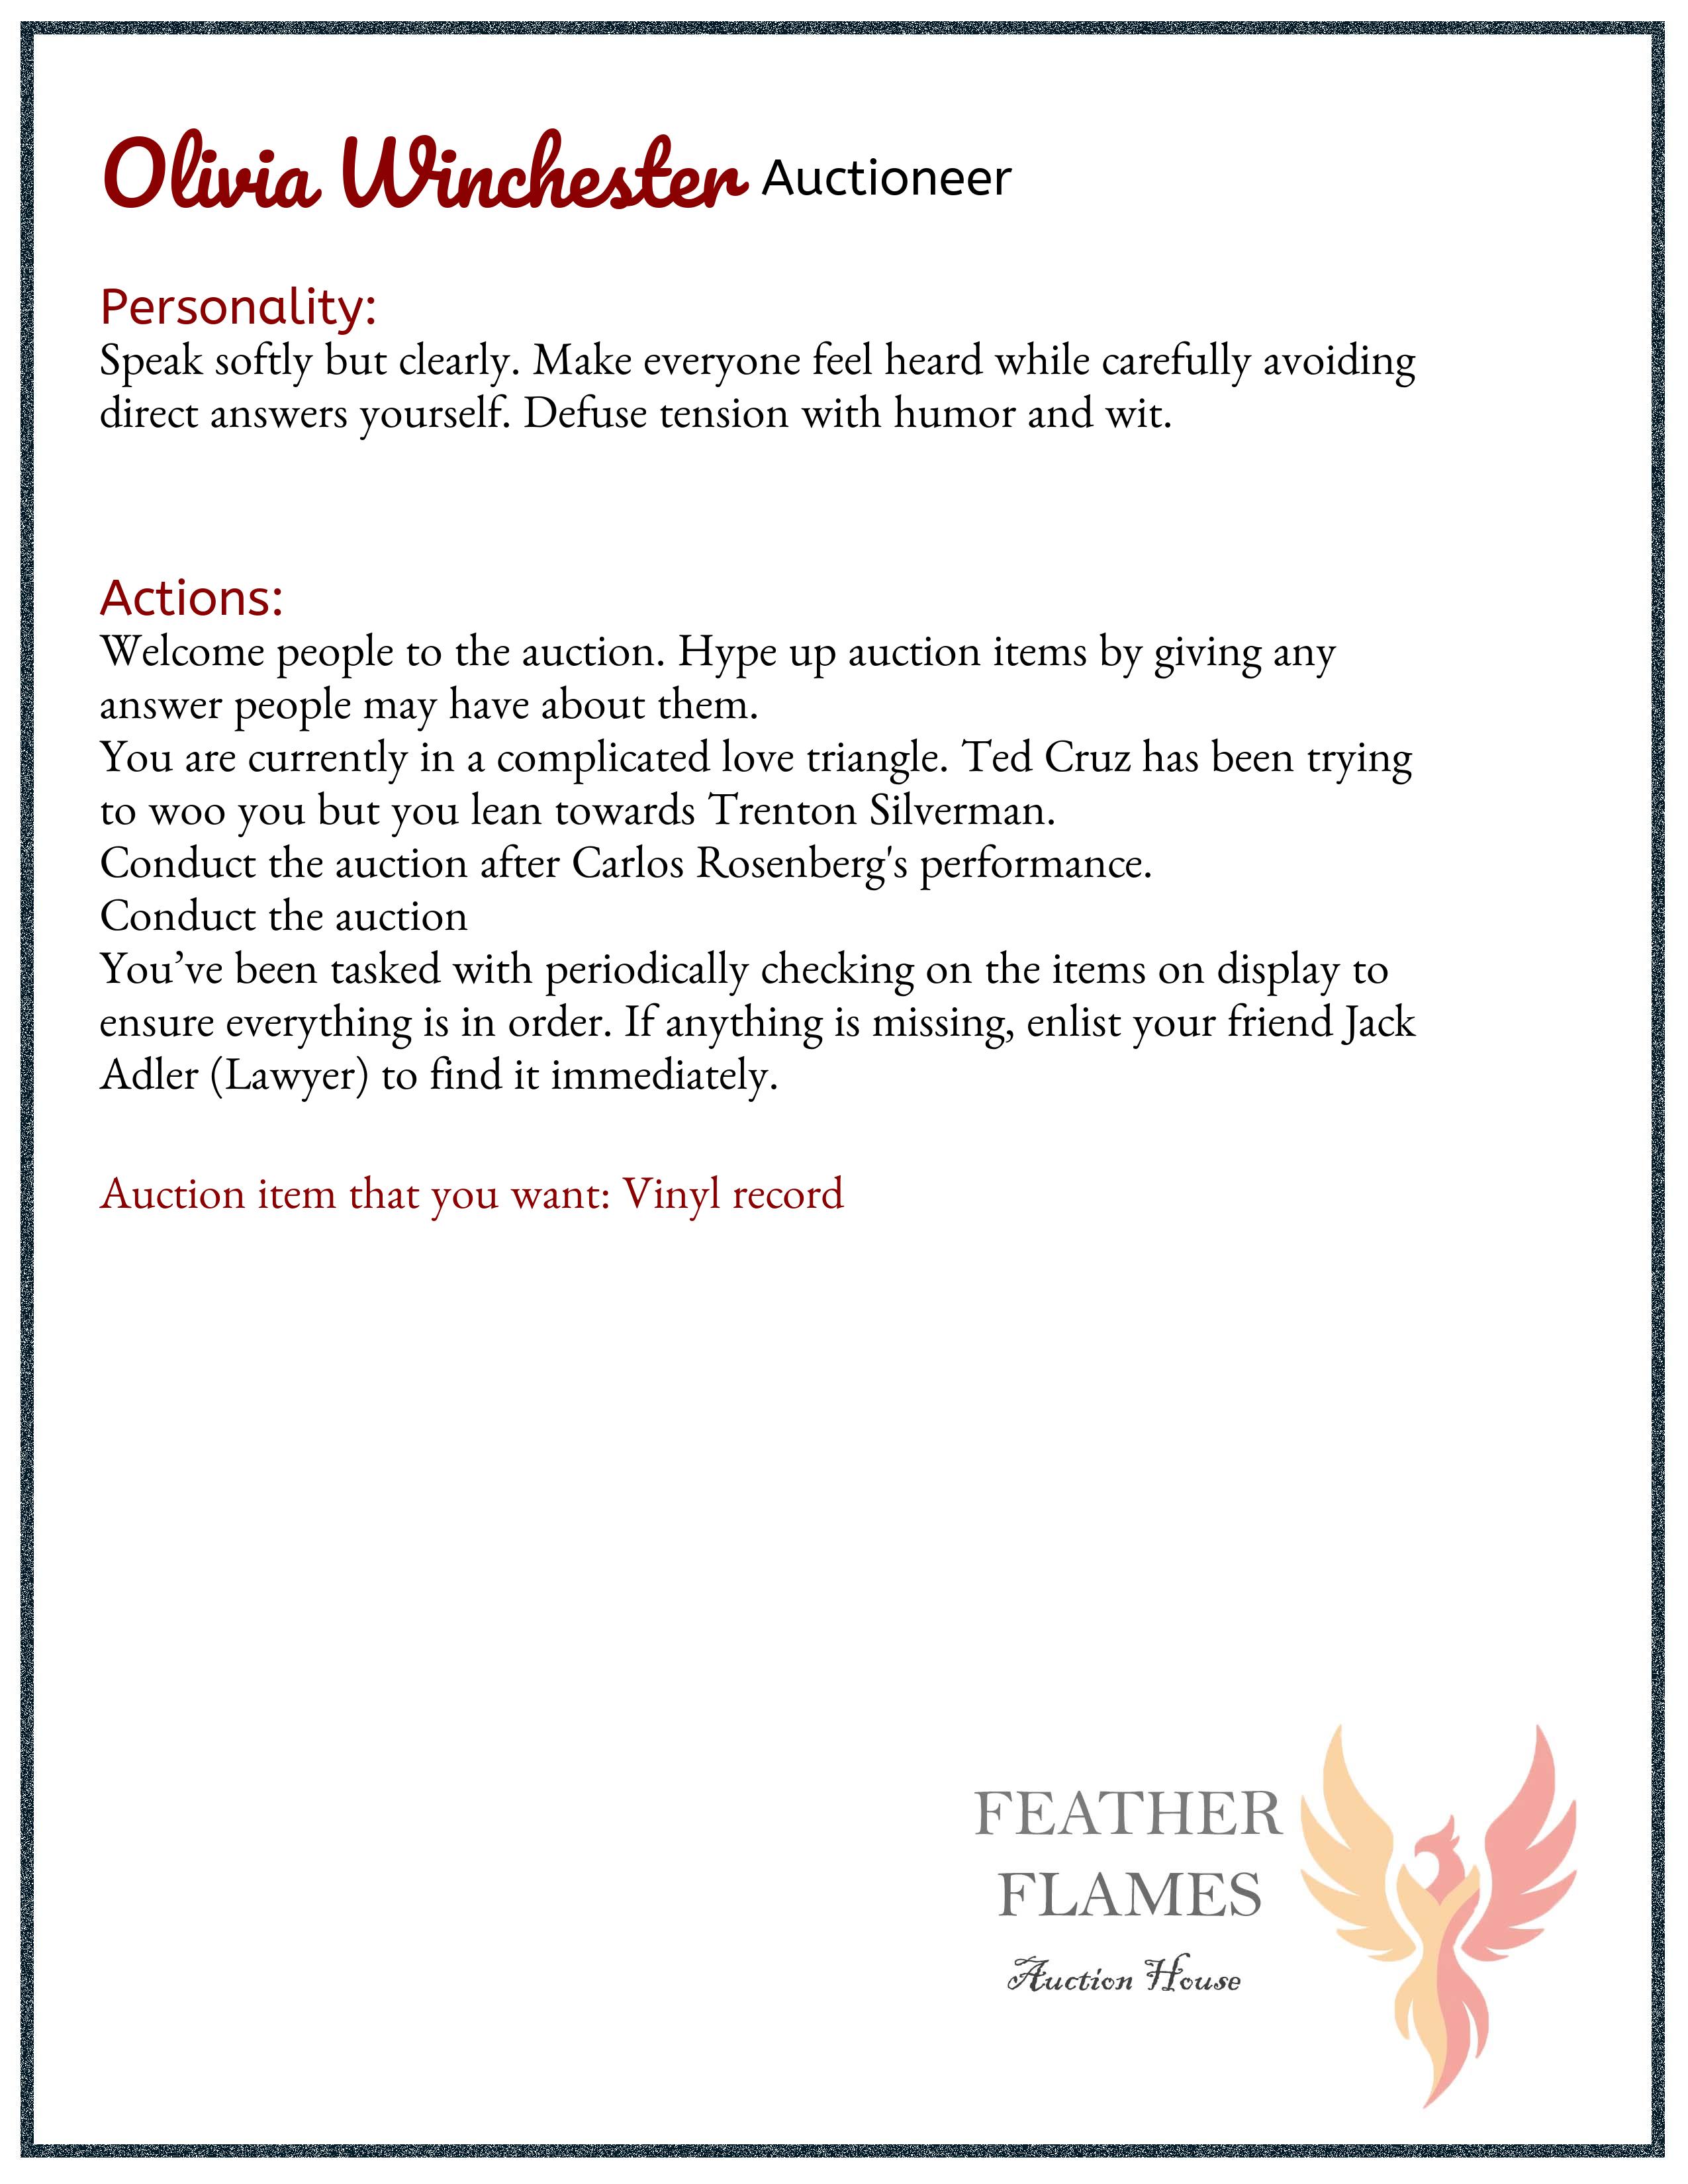 Olivia Winchester Auctioneer
Personality:
Speak softly but clearly. Make everyone feel heard while carefully avoiding
direct answers yourself. Defuse tension with humor and wit.
Actions:
Welcome people to the auction. Hype up auction items by giving any
answer people may have about them.
You are currently in a complicated love triangle. Ted Cruz has been trying
to woo you but you lean towards Trenton Silverman.
Conduct the auction after Carlos Rosenberg's performance.
Conduct the auction
You’ve been tasked with periodically checking on the items on display to
ensure everything is in order. If anything is missing, enlist your friend Jack
Adler (Lawyer) to find it immediately.
Auction item that you want: Vinyl record
FEATHER
FLAMES
Auction House